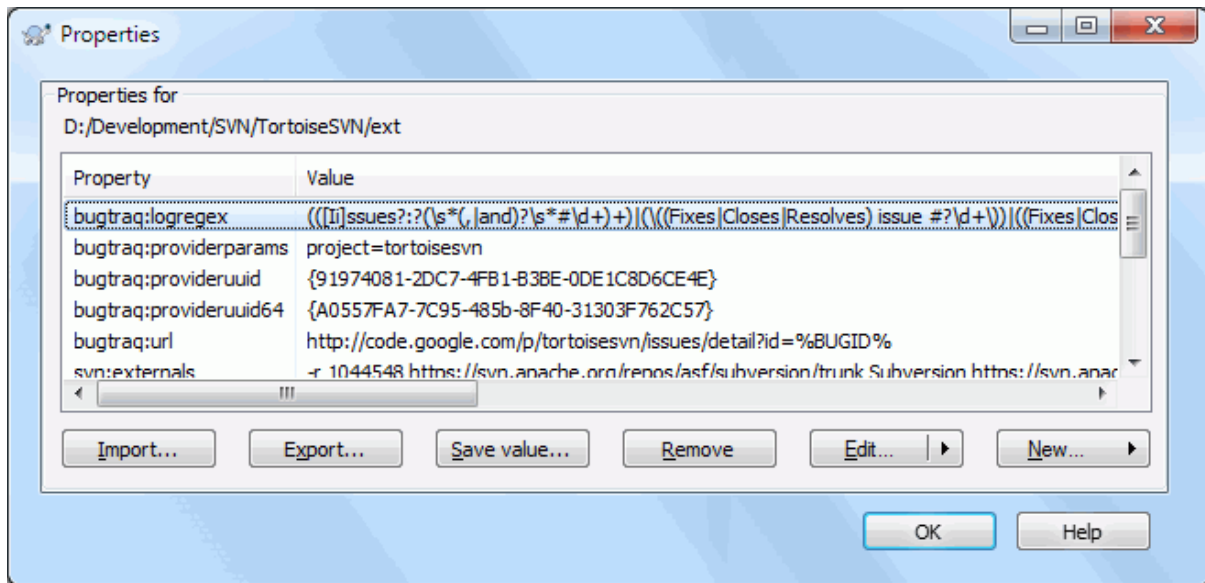 Properties
Properties for
D:/Development/SVN/TortoiseSVN/ext
Property Value
bugtraq:logregex (([Ii]ssues?:?(\s*(,|and)?\s*#\d+)+)|(\((Fixes|Closes|Resolves) issue #?\d+\))|((Fixes|Clos
bugtraq:providerparams project=tortoisesvn
bugtraq:provideruuid {91974081-2DC7-4FB1-B3BE-0DE1C8D6CE4E}
bugtraq:provideruuid64 {A0557FA7-7C95-485b-8F40-31303F762C57}
bugtraq:url http://code.google.com/p/tortoisesvn/issues/detail?id=%BUGID%
svn:externals -r 1044548 https://svn.apache.org/repos/asf/subversion/trunk Subversion https://svn.apac
Import... Export... Save value... Remove Edit... New...
OK Help